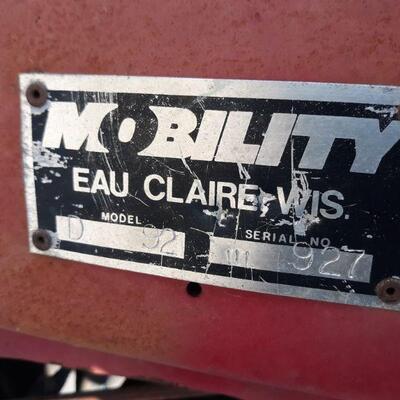 MOBILITY
EAU CLAIRE, WIS.
MODEL SERIAL NO
D 92 927